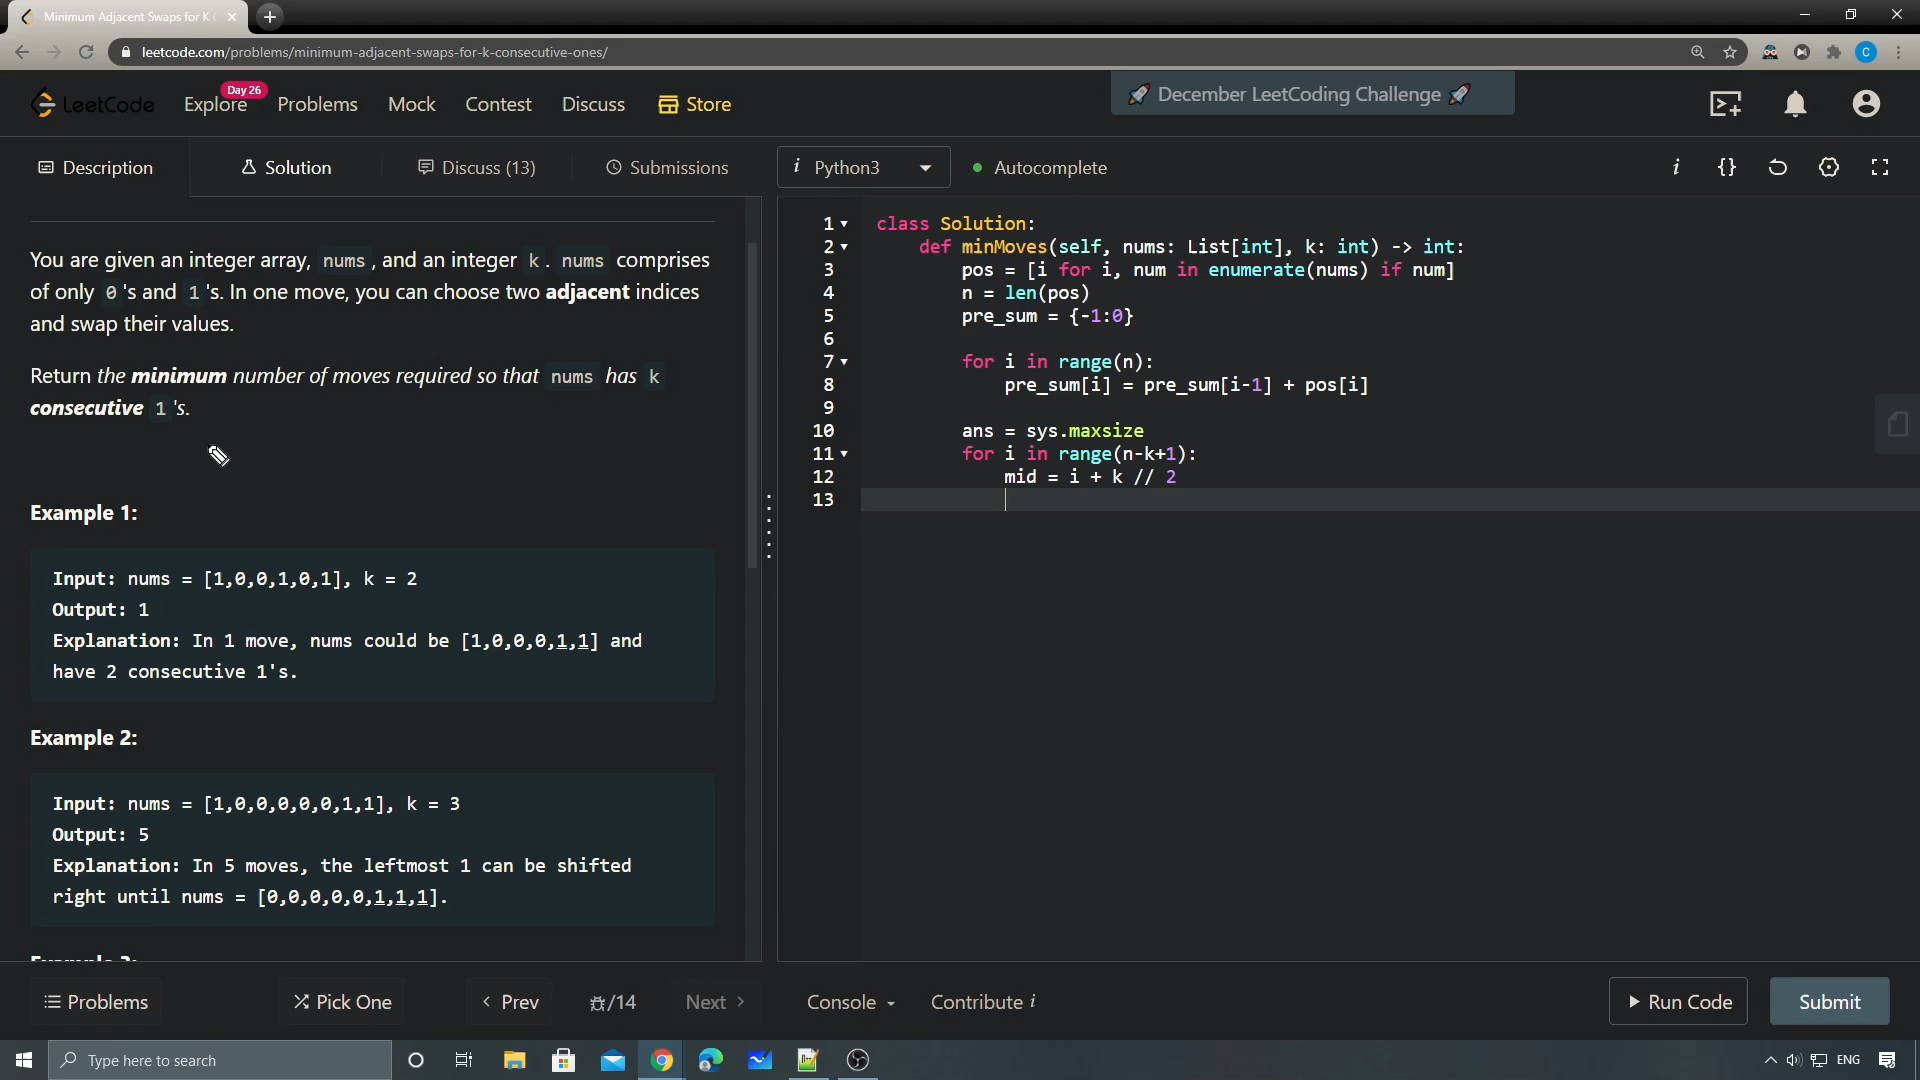 Minimum Adjacent Swaps for K
leetcode.com/problems/minimum-adjacent-swaps-for-k-consecutive-ones/
C
LeetCode
Explore
Day 26
Problems
Mock
Contest
Discuss
Store
🚀 December LeetCoding Challenge 🚀
Description
Solution
Discuss (13)
Submissions
i Python3
Autocomplete
i
{}
You are given an integer array, nums, and an integer k. nums comprises
of only 0's and 1's. In one move, you can choose two adjacent indices
and swap their values.
Return the minimum number of moves required so that nums has k
consecutive 1's.
Example 1:
Input: nums = [1,0,0,1,0,1], k = 2
Output: 1
Explanation: In 1 move, nums could be [1,0,0,0,1,1] and
have 2 consecutive 1's.
Example 2:
Input: nums = [1,0,0,0,0,0,1,1], k = 3
Output: 5
Explanation: In 5 moves, the leftmost 1 can be shifted
right until nums = [0,0,0,0,0,1,1,1].
1 class Solution:
2     def minMoves(self, nums: List[int], k: int) -> int:
3         pos = [i for i, num in enumerate(nums) if num]
4         n = len(pos)
5         pre_sum = {-1:0}
6
7         for i in range(n):
8             pre_sum[i] = pre_sum[i-1] + pos[i]
9
10         ans = sys.maxsize
11         for i in range(n-k+1):
12             mid = i + k // 2
13
Problems
Pick One
Prev
/14
Next
Console
Contribute i
Run Code
Submit
Type here to search
ENG